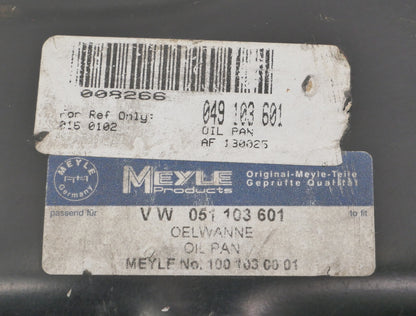 008266
For Ref Only:
049 103 601
015 0102
OIL PAN
AF 130025
MEYLE
Germany
MEYLE
Products
Original-Meyle-Teile
Geprüfte Qualität
passend für
VW 051 103 601
to fit
OELWANNE
OIL PAN
MEYLE No. 100 103 00 01